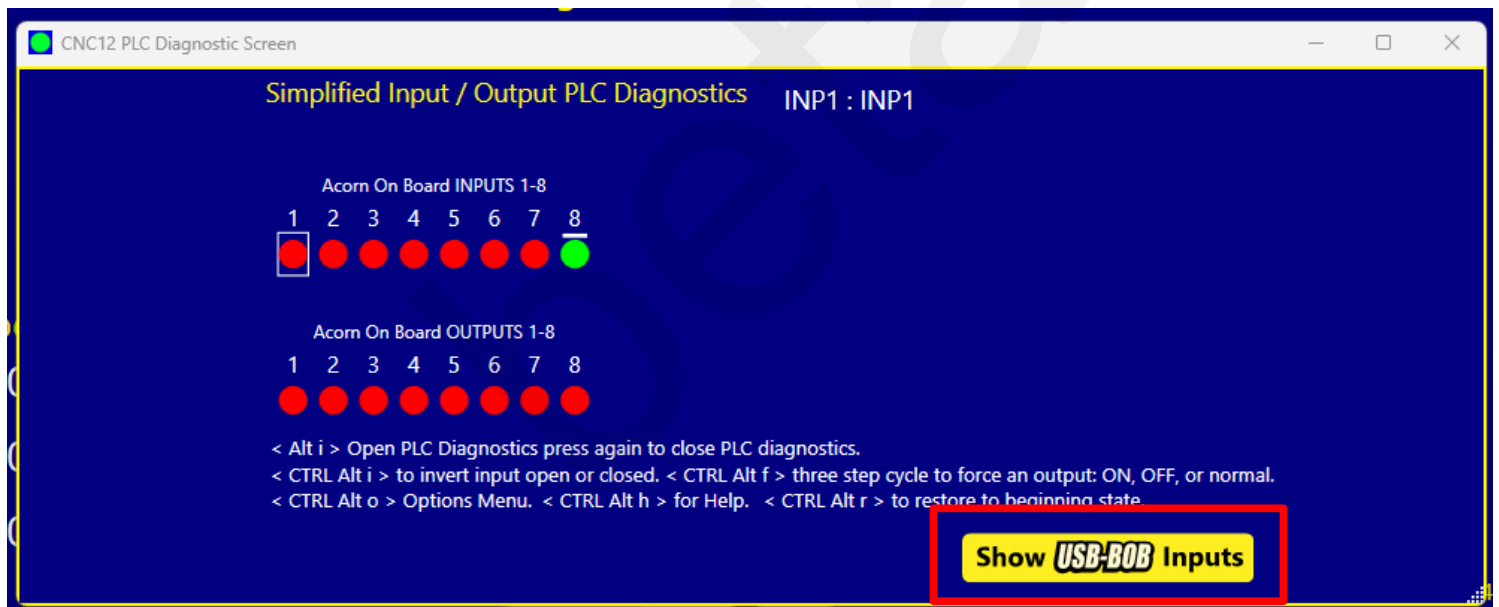 CNC12 PLC Diagnostic Screen
Simplified Input / Output PLC Diagnostics INP1 : INP1
Acorn On Board INPUTS 1-8
1 2 3 4 5 6 7 8
Acorn On Board OUTPUTS 1-8
1 2 3 4 5 6 7 8
< Alt i > Open PLC Diagnostics press again to close PLC diagnostics.
< CTRL Alt i > to invert input open or closed. < CTRL Alt f > three step cycle to force an output: ON, OFF, or normal.
< CTRL Alt o > Options Menu. < CTRL Alt h > for Help. < CTRL Alt r > to restore to beginning state.
Show USB-BOB Inputs